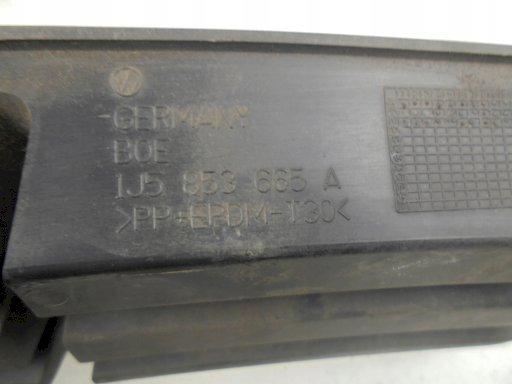 -GERMANY
BOE
1J5 853 665 A
>PP+EPDM-T30<